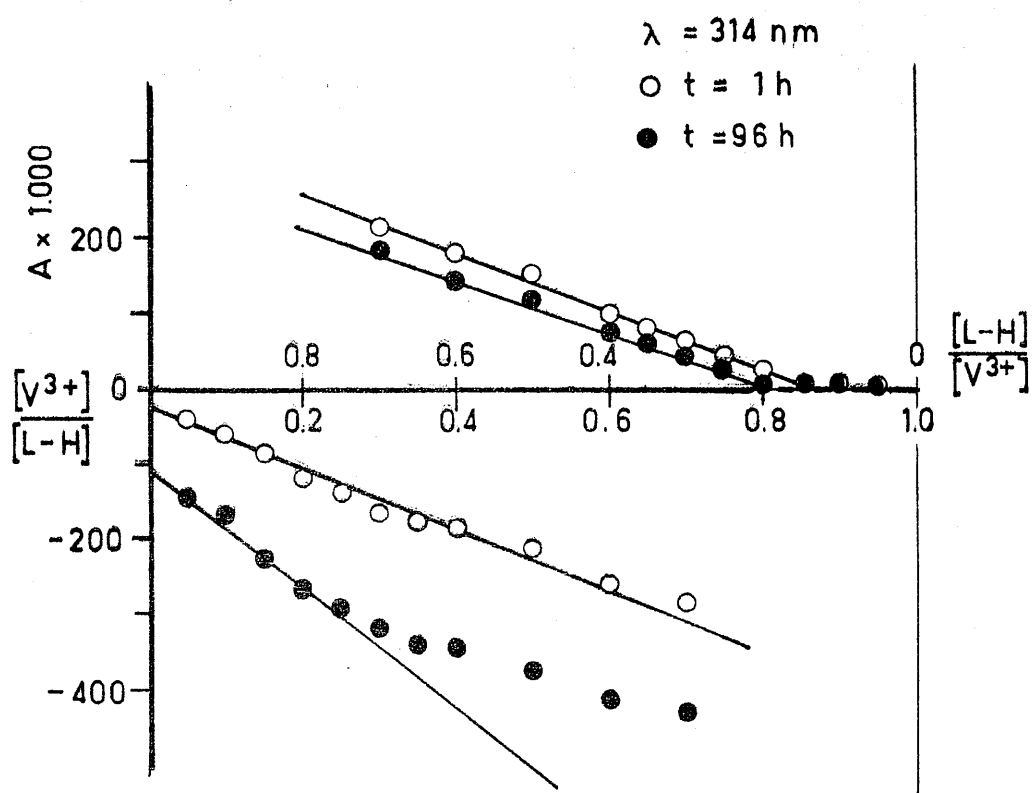 λ = 314 nm
○ t = 1 h
● t = 96 h
A × 1.000
200
0.8 0.6 0.4 0
[L-H]
[V³⁺]
[V³⁺]
[L-H]
0
0.2 0.4 0.6 0.8 1.0
-200
-400